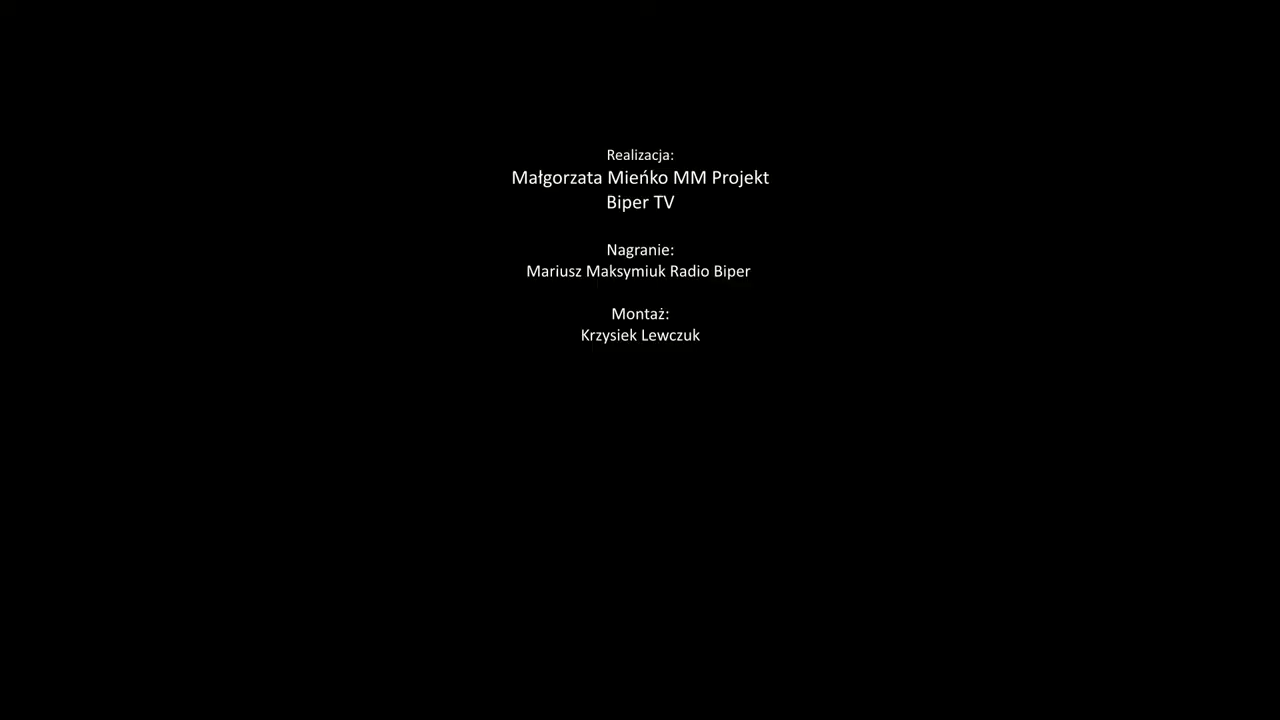 Realizacja:
Małgorzata Mieńko MM Projekt
Biper TV
Nagranie:
Mariusz Maksymiuk Radio Biper
Montaż:
Krzysiek Lewczuk